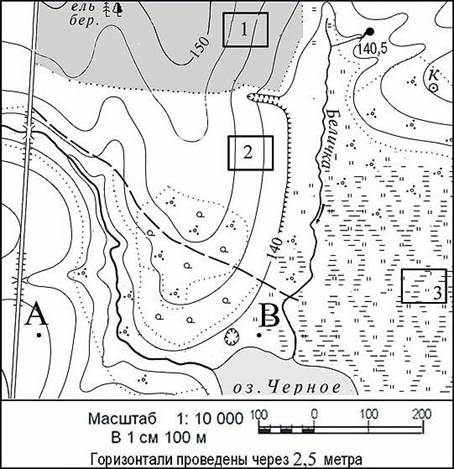 ель
бер.
150
1
140,5
К
Беличка
2
140
3
А
В
оз. Черное
Масштаб 1: 10 000
В 1 см 100 м
100 0 100 200
Горизонтали проведены через 2,5 метра